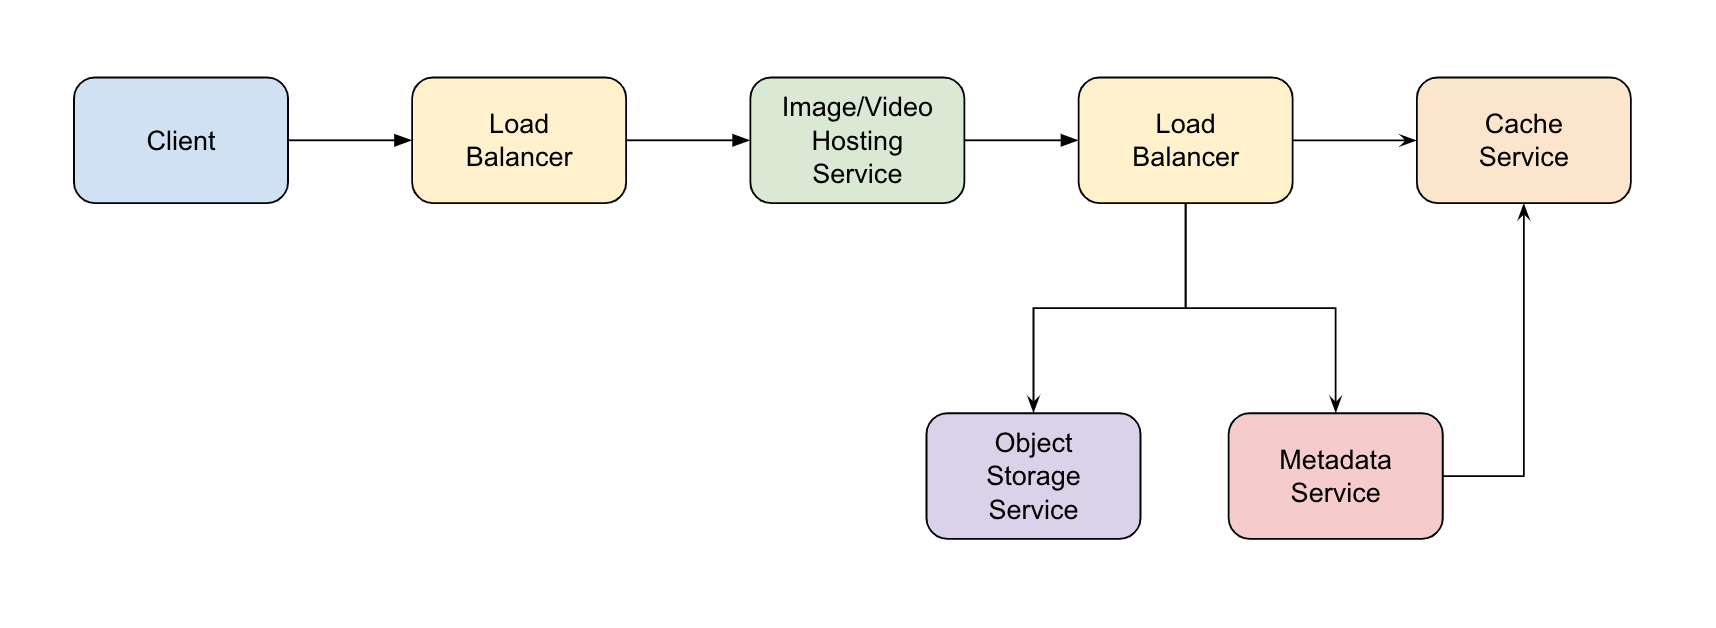 Client
Load
Balancer
Image/Video
Hosting
Service
Load
Balancer
Cache
Service
Object
Storage
Service
Metadata
Service